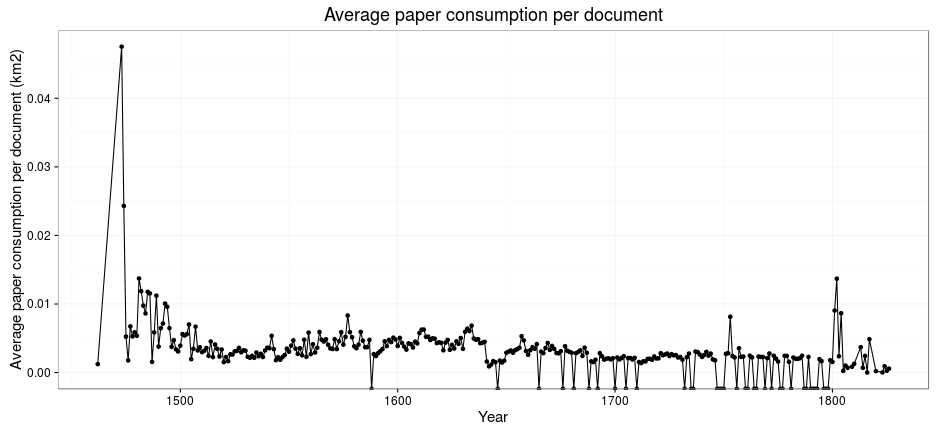 Average paper consumption per document
Average paper consumption per document (km2)
0.04
0.03
0.02
0.01
0.00
1500 1600 1700 1800
Year